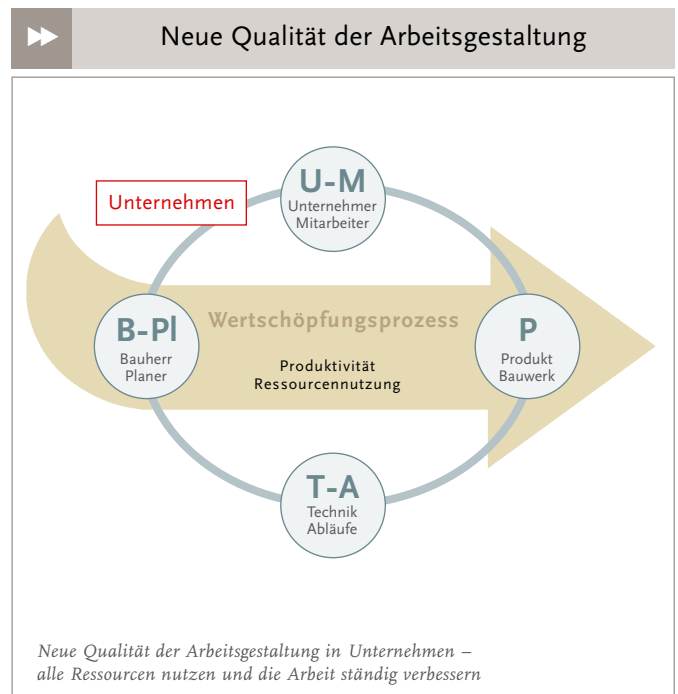 Neue Qualität der Arbeitsgestaltung
U-M
Unternehmer
Mitarbeiter
Unternehmen
B-Pl
Bauherr
Planer
Wertschöpfungsprozess
Produktivität
Ressourcennutzung
P
Produkt
Bauwerk
T-A
Technik
Abläufe
Neue Qualität der Arbeitsgestaltung in Unternehmen –
alle Ressourcen nutzen und die Arbeit ständig verbessern